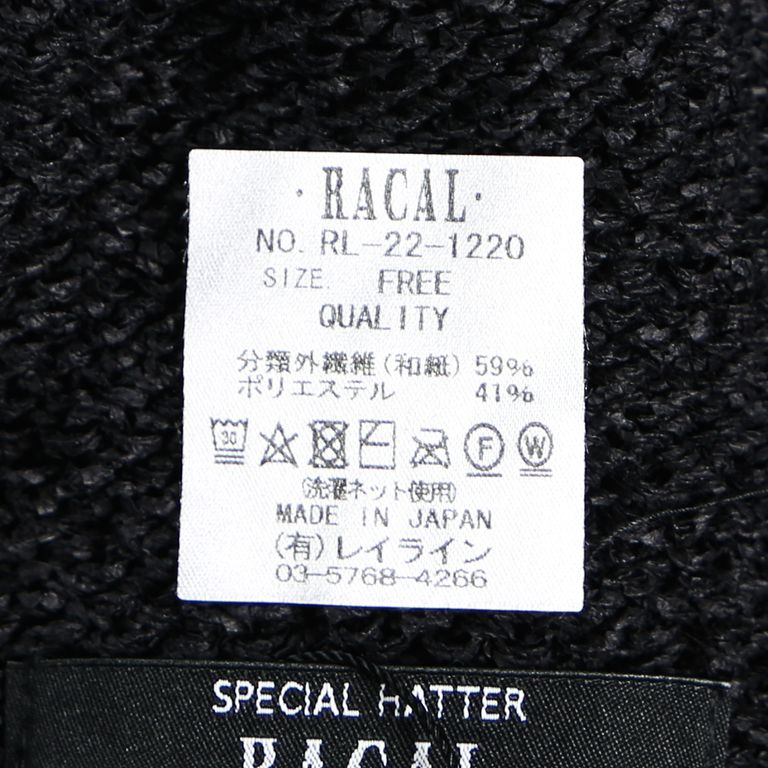 · RACAL ·
NO. RL-22-1220
SIZE. FREE
QUALITY
分類外繊維(和紙) 59%
ポリエステル 41%
30 F W
(洗濯ネット使用)
MADE IN JAPAN
(有)レイライン
03-5768-4266
SPECIAL HATTER
RACAL